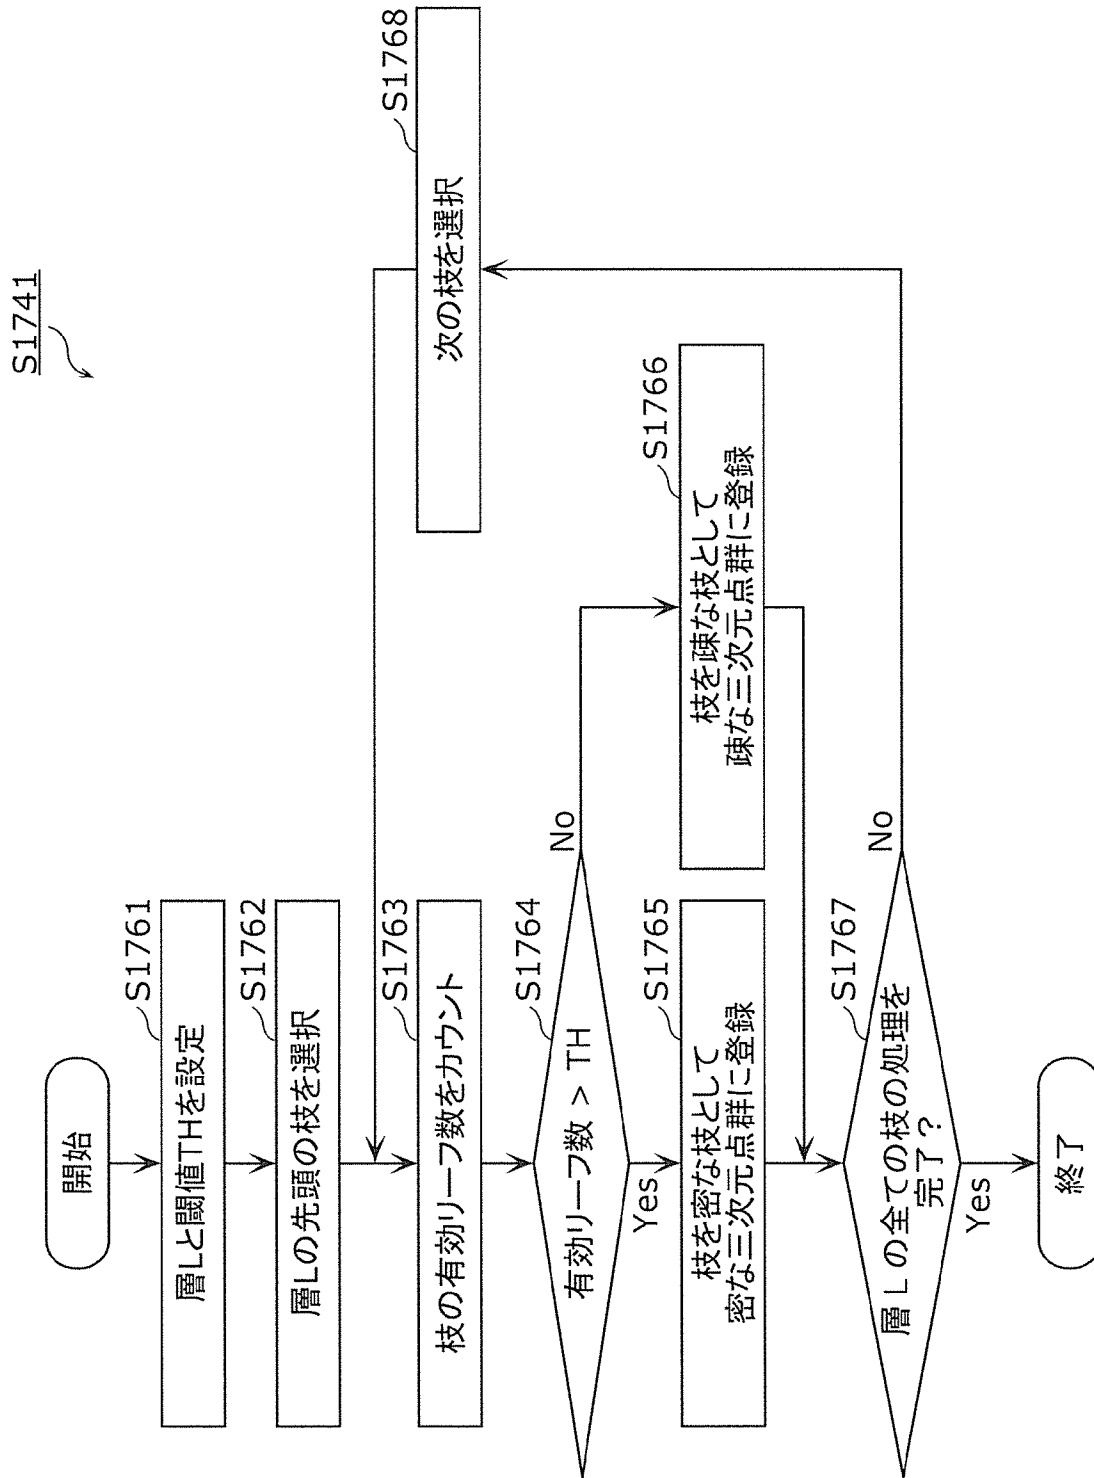 S1741
開始
S1761
層Lと閾値THを設定
S1762
層Lの先頭の枝を選択
S1763
枝の有効リーフ数をカウント
S1768
次の枝を選択
S1764
有効リーフ数 > TH
No
Yes
S1765
枝を密な枝として
密な三次元点群に登録
S1766
枝を疎な枝として
疎な三次元点群に登録
S1767
層 L の全ての枝の処理を
完了?
No
Yes
終了